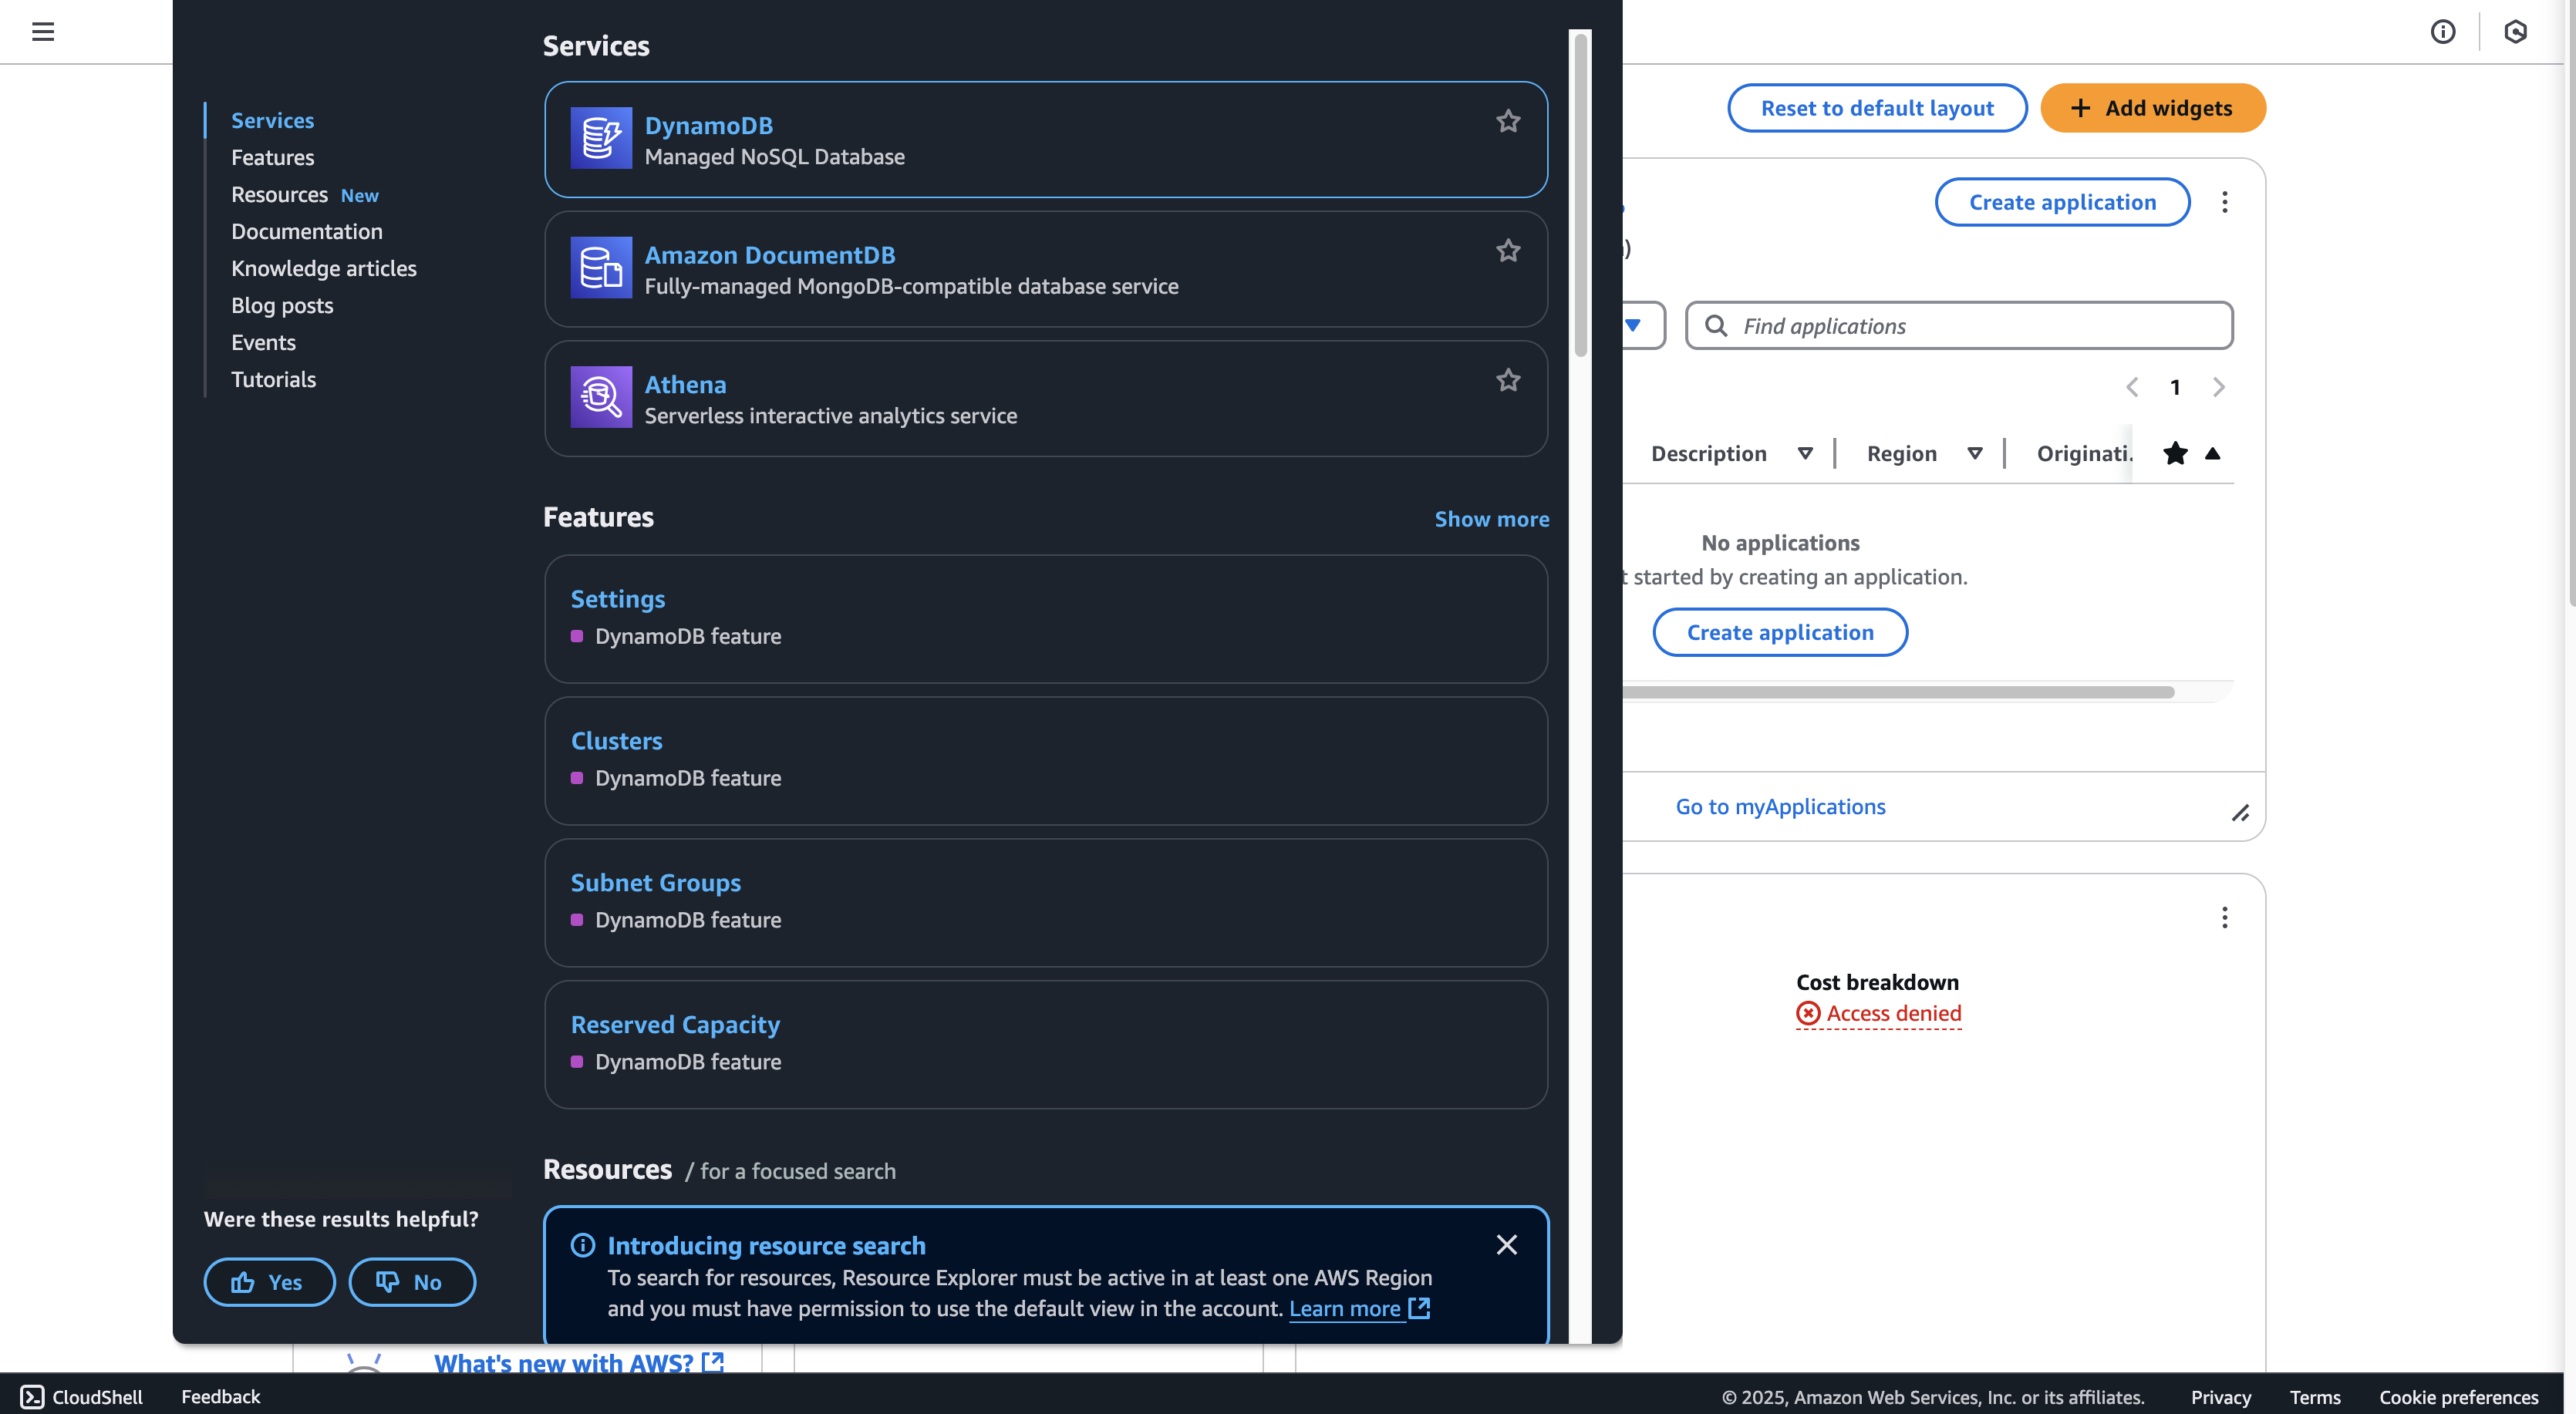 Services
Features
Resources New
Documentation
Knowledge articles
Blog posts
Events
Tutorials
Were these results helpful?
Yes
No
Services
DynamoDB
Managed NoSQL Database
Amazon DocumentDB
Fully-managed MongoDB-compatible database service
Athena
Serverless interactive analytics service
Features
Show more
Settings
DynamoDB feature
Clusters
DynamoDB feature
Subnet Groups
DynamoDB feature
Reserved Capacity
DynamoDB feature
Resources / for a focused search
Introducing resource search
To search for resources, Resource Explorer must be active in at least one AWS Region
and you must have permission to use the default view in the account. Learn more
Reset to default layout
+ Add widgets
Create application
Find applications
1
Description
Region
Originati.
No applications
started by creating an application.
Create application
Go to myApplications
Cost breakdown
Access denied
What's new with AWS?
CloudShell
Feedback
© 2025, Amazon Web Services, Inc. or its affiliates.
Privacy
Terms
Cookie preferences